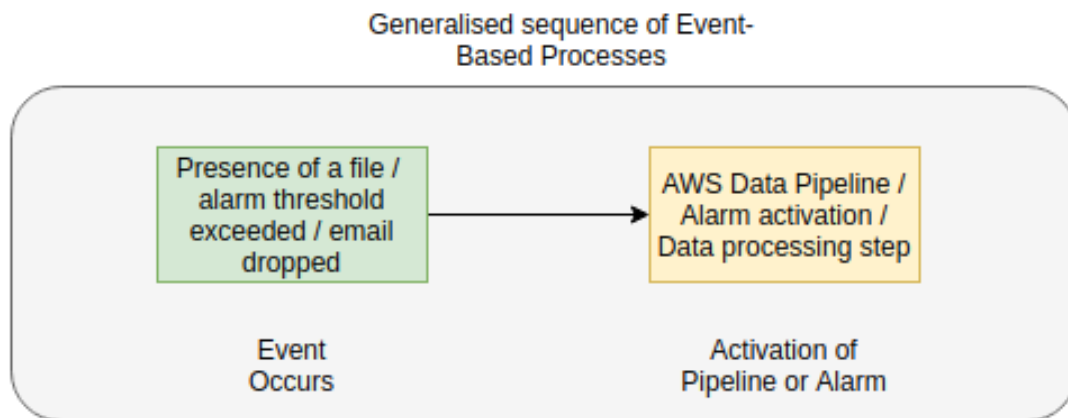 Generalised sequence of Event-
Based Processes
Presence of a file /
alarm threshold
exceeded / email
dropped
AWS Data Pipeline /
Alarm activation /
Data processing step
Event
Occurs
Activation of
Pipeline or Alarm